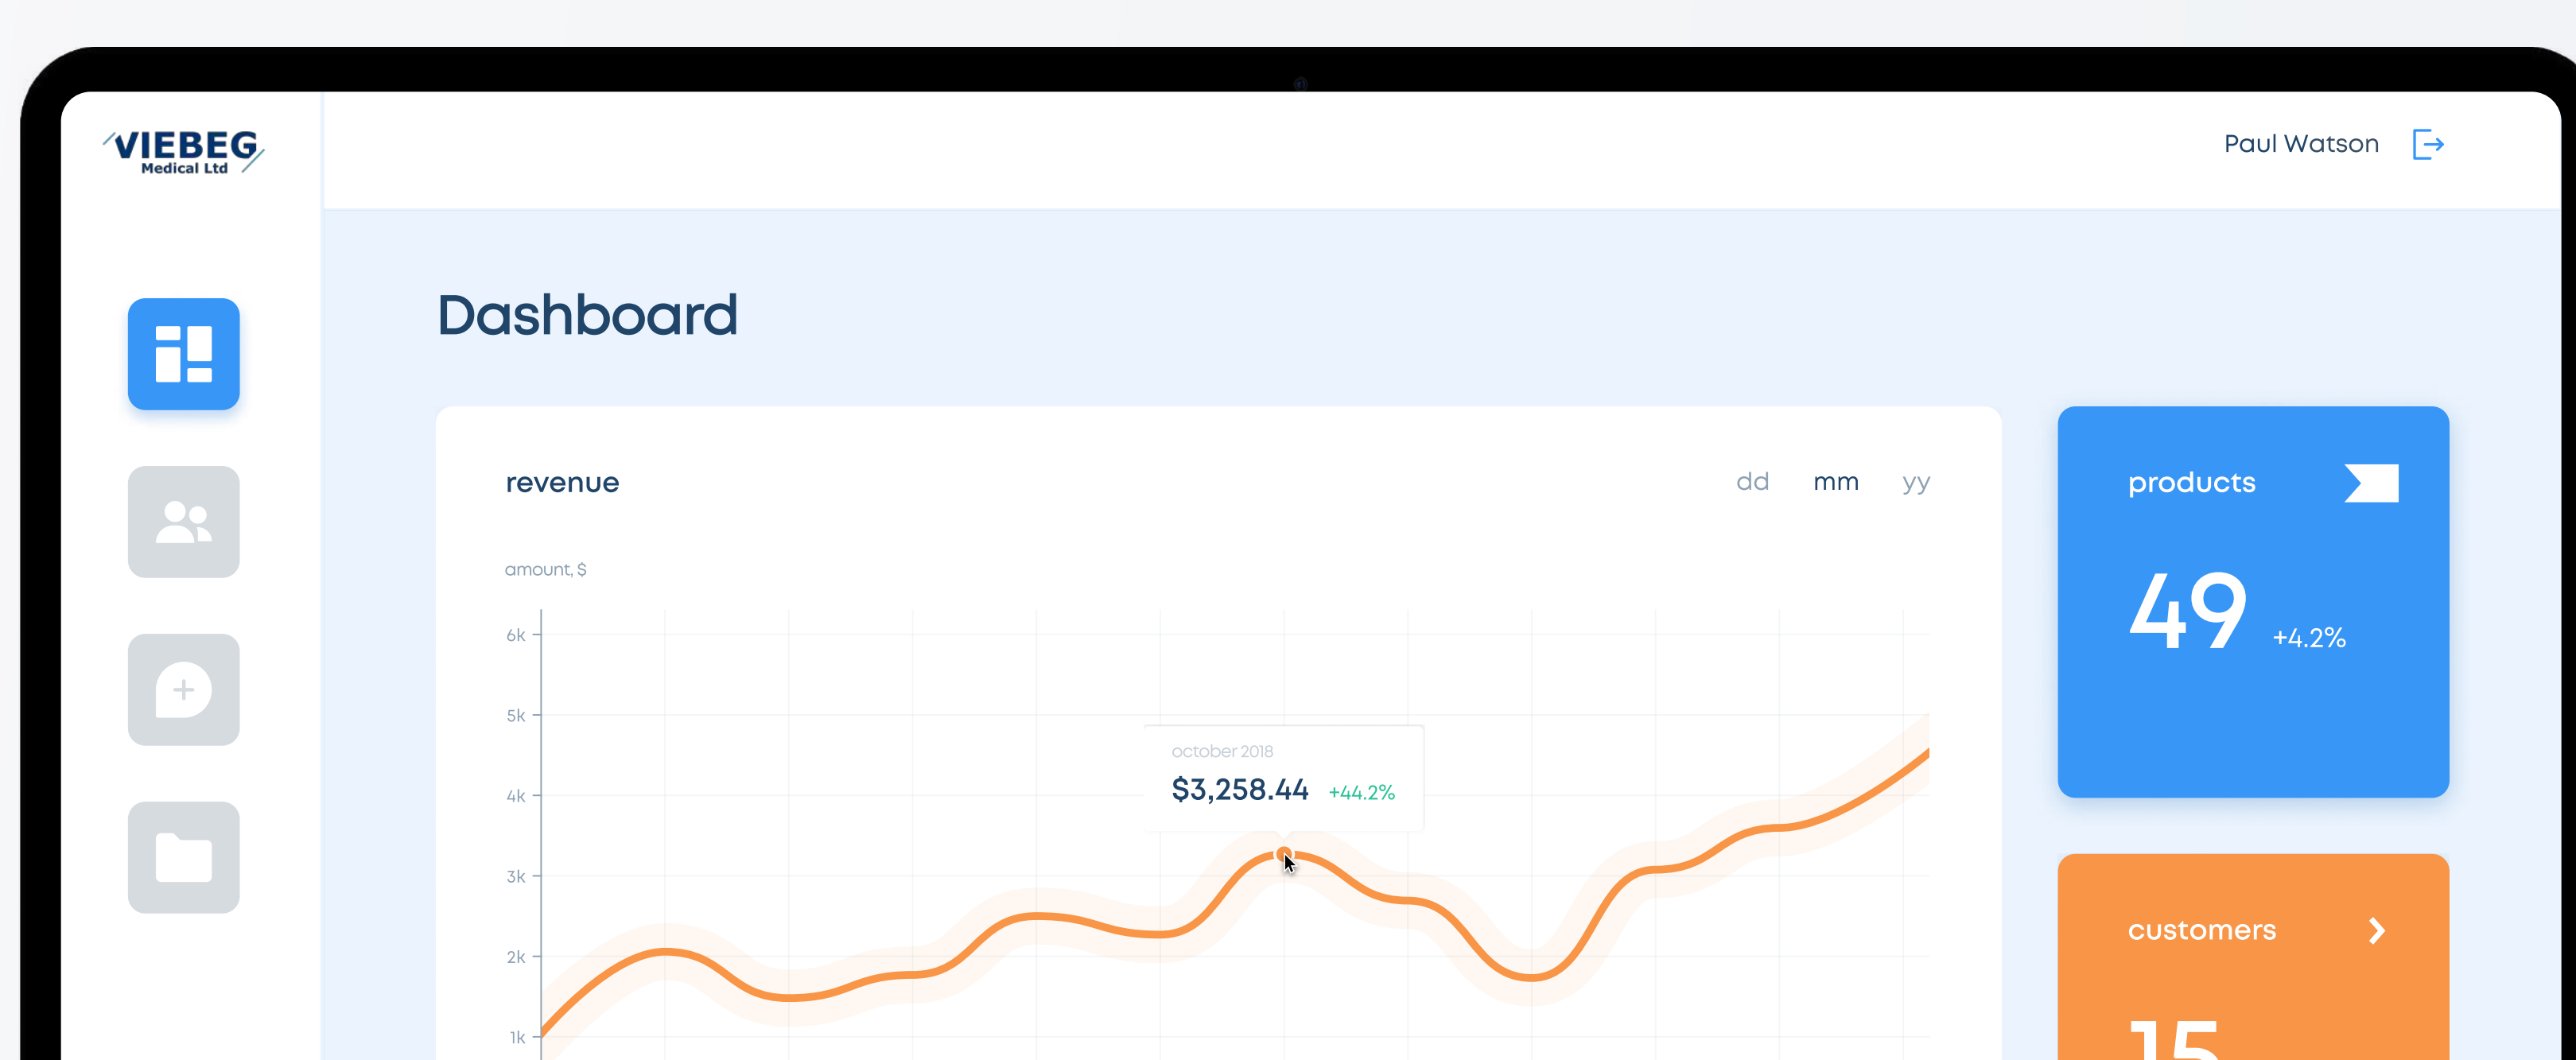 VIEBEG
Medical Ltd
Paul Watson
Dashboard
revenue
dd mm yy
amount, $
6k
5k
4k
3k
2k
1k
october 2018
$3,258.44 +44.2%
products
49 +4.2%
customers
15